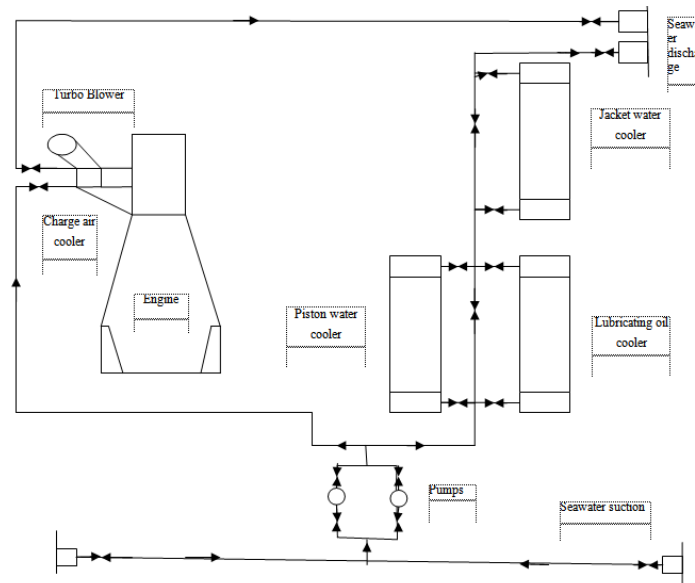 Seaw
er
discha
ge
Turbo Blower
Jacket water
cooler
Charge air
cooler
Engine
Piston water
cooler
Lubricating oil
cooler
Pumps
Seawater suction